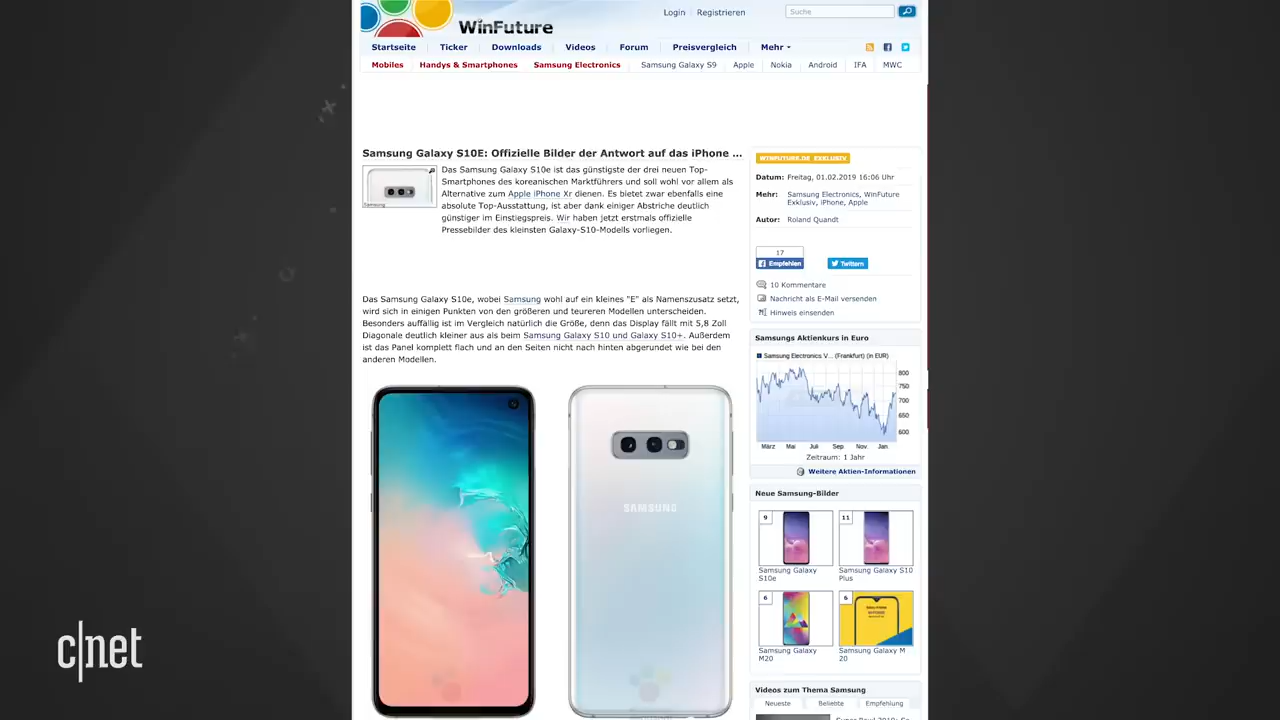 WinFuture
Login
Registrieren
Suche
Startseite
Ticker
Downloads
Videos
Forum
Preisvergleich
Mehr
Mobiles
Handys & Smartphones
Samsung Electronics
Samsung Galaxy S9
Apple
Nokia
Android
IFA
MWC
Samsung Galaxy S10E: Offizielle Bilder der Antwort auf das iPhone ...
Samsung
Das Samsung Galaxy S10e ist das günstigste der drei neuen Top-
Smartphones des koreanischen Marktführers und soll wohl vor allem als
Alternative zum Apple iPhone Xr dienen. Es bietet zwar ebenfalls eine
absolute Top-Ausstattung, ist aber dank einiger Abstriche deutlich
günstiger im Einstiegspreis. Wir haben jetzt erstmals offizielle
Pressebilder des kleinsten Galaxy-S10-Modells vorliegen.
Das Samsung Galaxy S10e, wobei Samsung wohl auf ein kleines "E" als Namenszusatz setzt,
wird sich in einigen Punkten von den größeren und teureren Modellen unterscheiden.
Besonders auffällig ist im Vergleich natürlich die Größe, denn das Display fällt mit 5,8 Zoll
Diagonale deutlich kleiner aus als beim Samsung Galaxy S10 und Galaxy S10+. Außerdem
ist das Panel komplett flach und an den Seiten nicht nach hinten abgerundet wie bei den
anderen Modellen.
SAMSUNG
WINFUTURE.DE EXKLUSIV
Datum: Freitag, 01.02.2019 16:06 Uhr
Mehr: Samsung Electronics, WinFuture
Exklusiv, iPhone, Apple
Autor: Roland Quandt
17
Empfehlen
Twittern
10 Kommentare
Nachricht als E-Mail versenden
Hinweis einsenden
Samsungs Aktienkurs in Euro
Samsung Electronics V... (Frankfurt) (in EUR)
800
750
700
650
600
März Mai Juli Sep. Nov. Jan.
Zeitraum: 1 Jahr
Weitere Aktien-Informationen
Neue Samsung-Bilder
9
11
Samsung Galaxy
S10e
Samsung Galaxy S10
Plus
6
6
Samsung Galaxy
M20
Samsung Galaxy M
20
Videos zum Thema Samsung
Neueste
Beliebte
Empfehlung
c|net